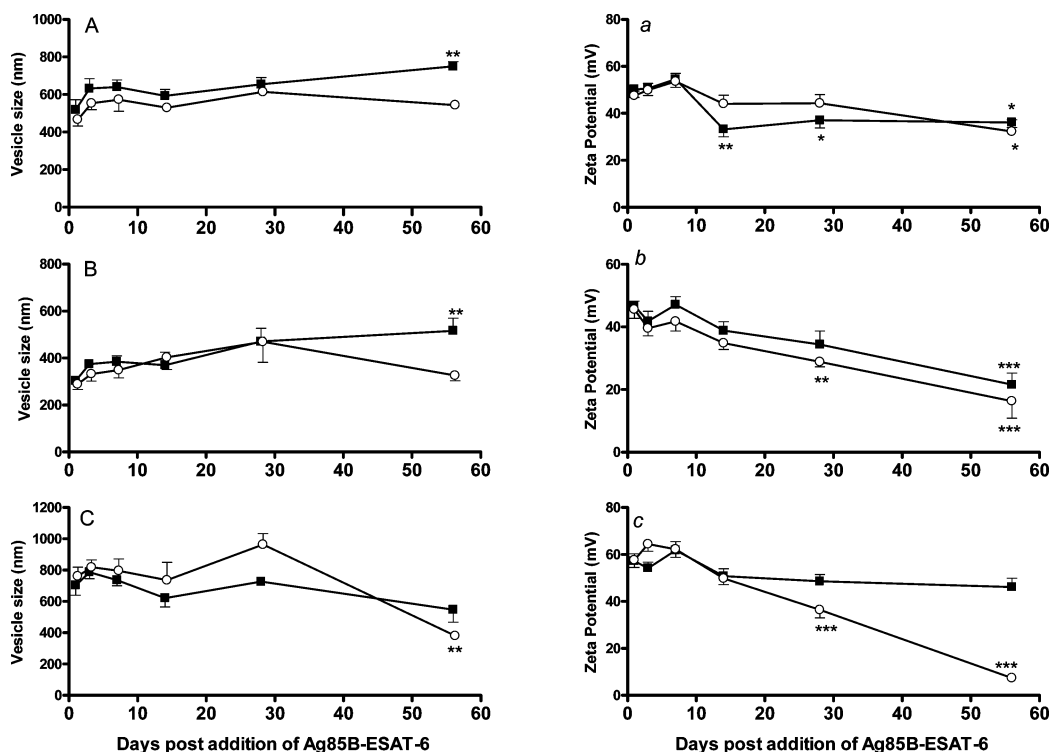 A
Vesicle size (nm)
1000
800
600
400
200
0
**
0 10 20 30 40 50 60
a
Zeta Potential (mV)
80
60
40
20
0
** * * *
0 10 20 30 40 50 60
B
Vesicle size (nm)
800
600
400
200
0
**
0 10 20 30 40 50 60
b
Zeta Potential (mV)
60
40
20
0
** *** ***
0 10 20 30 40 50 60
C
Vesicle size (nm)
1200
1000
800
600
400
200
0
**
0 10 20 30 40 50 60
c
Zeta Potential (mV)
80
60
40
20
0
*** ***
0 10 20 30 40 50 60
Days post addition of Ag85B-ESAT-6
Days post addition of Ag85B-ESAT-6